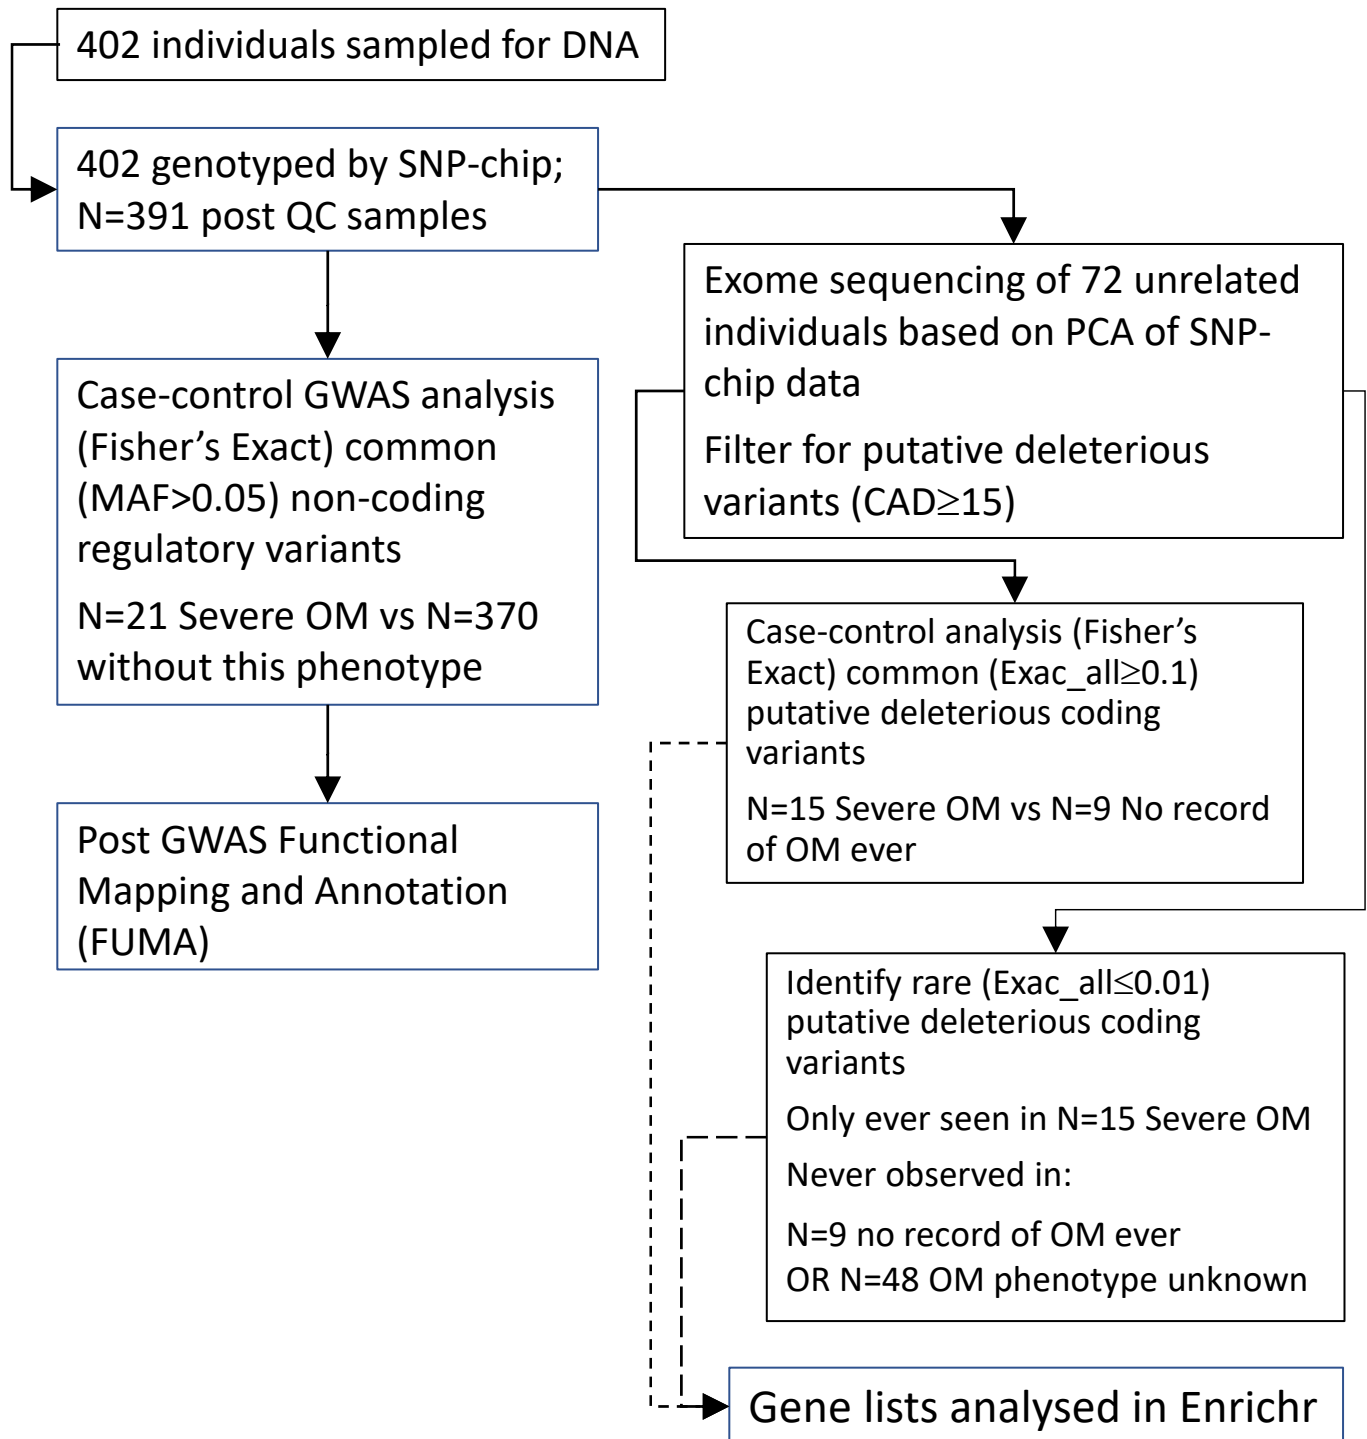 402 individuals sampled for DNA
402 genotyped by SNP-chip;
N=391 post QC samples
Case-control GWAS analysis
(Fisher's Exact) common
(MAF>0.05) non-coding
regulatory variants
N=21 Severe OM vs N=370
without this phenotype
Post GWAS Functional
Mapping and Annotation
(FUMA)
Exome sequencing of 72 unrelated
individuals based on PCA of SNP-
chip data
Filter for putative deleterious
variants (CAD≥15)
Case-control analysis (Fisher's
Exact) common (Exac_all≥0.1)
putative deleterious coding
variants
N=15 Severe OM vs N=9 No record
of OM ever
Identify rare (Exac_all≤0.01)
putative deleterious coding
variants
Only ever seen in N=15 Severe OM
Never observed in:
N=9 no record of OM ever
OR N=48 OM phenotype unknown
Gene lists analysed in Enrichr